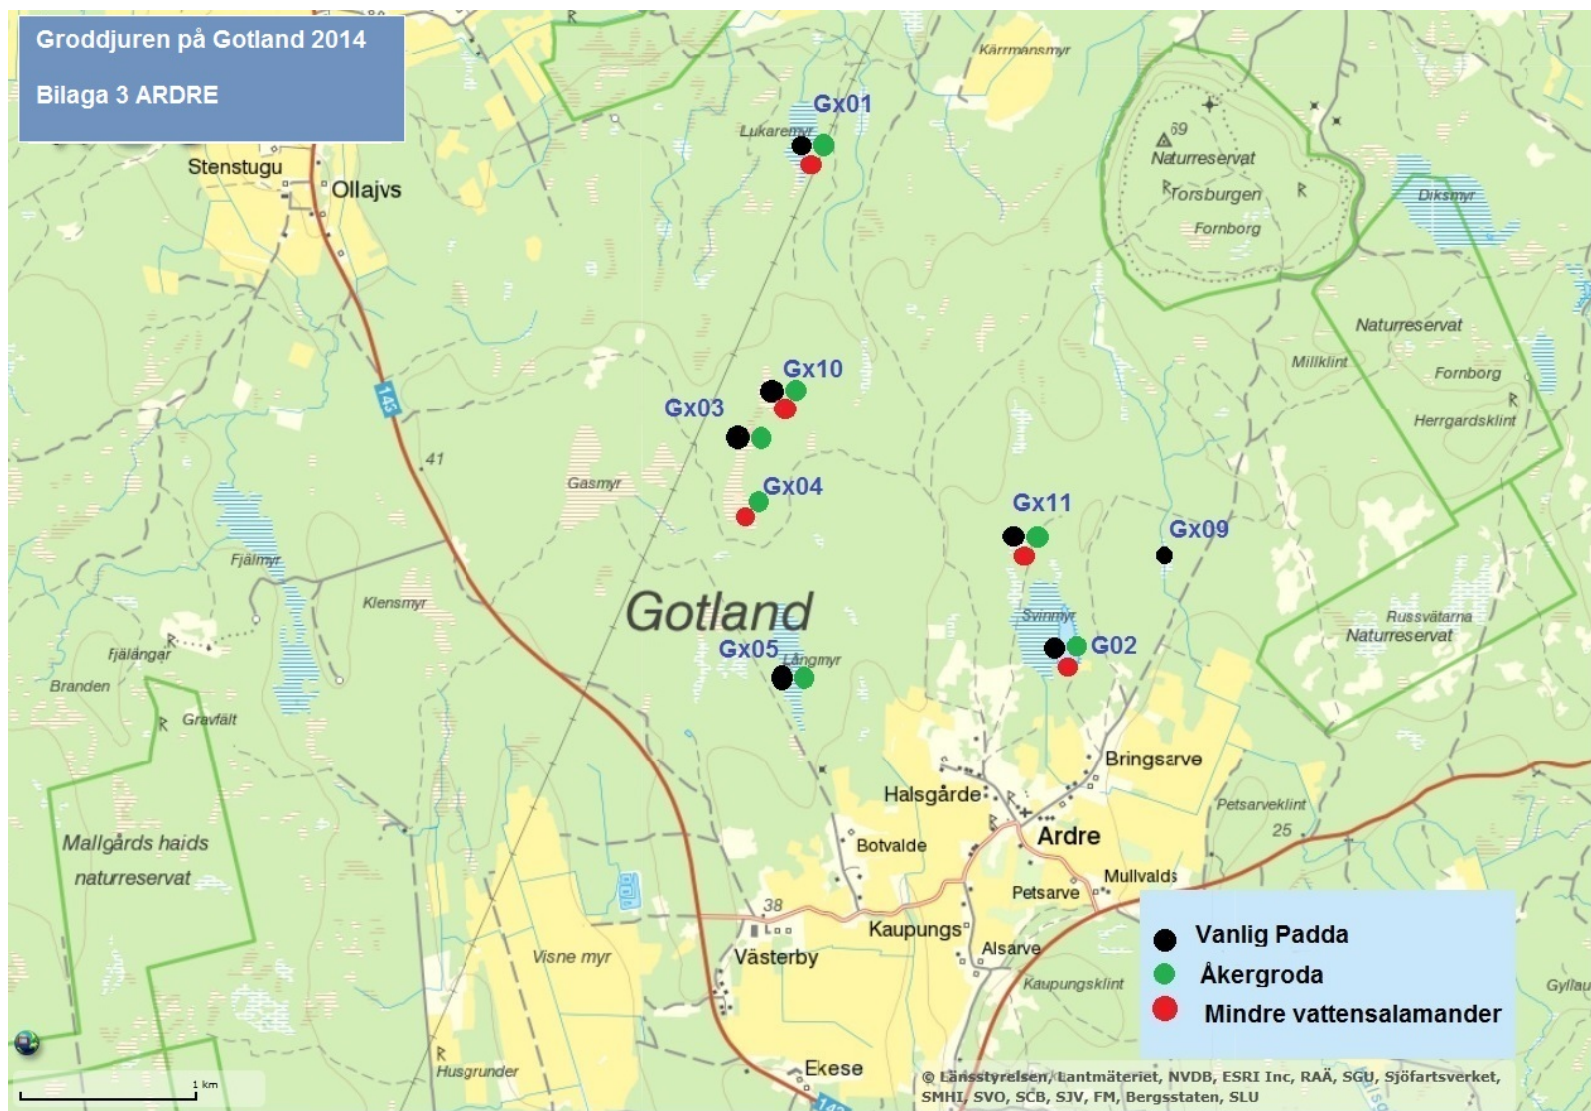 Groddjuren på Gotland 2014
Bilaga 3 ARDRE
Kärrmansmyr
Gx01
Lukaremyr
69
Naturreservat
Torsburgen
Fornborg
Diksmyr
Stenstugu
Ollajvs
Naturreservat
Millklint
Fornborg
Herrgardsklint
143
Gx10
Gx03
41
Gasmyr
Gx04
Gx11
Gx09
Fjälmyr
Klensmyr
Gotland
Svinmyr
Russvätarna
Naturreservat
Gx05
Långmyr
G02
Fjälängar
Branden
Gravfält
Bringsarve
Halsgårde
Petsarveklint
25
Ardre
Botvalde
Mallgårds haids
naturreservat
Petsarve
Mullvalds
38
Kaupungs
Västerby
Visne myr
Alsarve
Kaupungsklint
Gyllau
Vanlig Padda
Åkergroda
Mindre vattensalamander
Husgrunder
Ekese
143
1 km
© Länsstyrelsen, Lantmäteriet, NVDB, ESRI Inc, RAÄ, SGU, Sjöfartsverket,
SMHI, SVO, SCB, SJV, FM, Bergsstaten, SLU